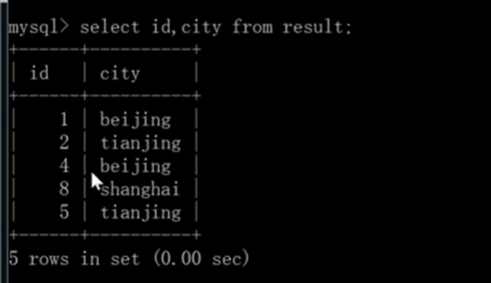 mysql> select id,city from result;
+------+----------+
| id   | city     |
+------+----------+
|    1 | beijing  |
|    2 | tianjing |
|    4 | beijing  |
|    8 | shanghai |
|    5 | tianjing |
+------+----------+
5 rows in set (0.00 sec)